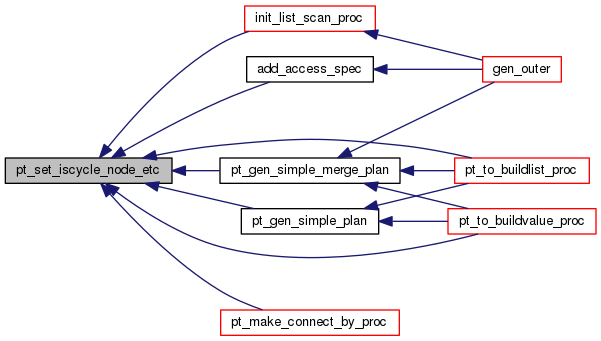 init_list_scan_proc
add_access_spec
gen_outer
pt_set_iscycle_node_etc
pt_gen_simple_merge_plan
pt_to_buildlist_proc
pt_gen_simple_plan
pt_to_buildvalue_proc
pt_make_connect_by_proc